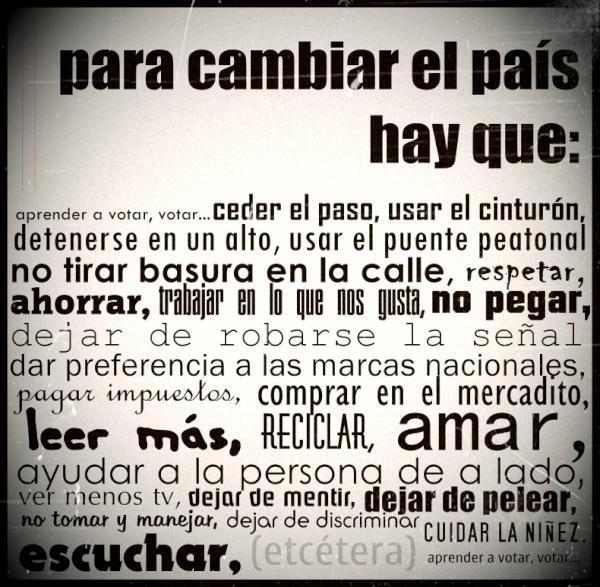 para cambiar el país
hay que:
aprender a votar, votar...ceder el paso, usar el cinturón,
detenerse en un alto, usar el puente peatonal
no tirar basura en la calle, respetar,
ahorrar, trabajar en lo que nos gusta, no pegar,
dejar de robarse la señal
dar preferencia a las marcas nacionales,
pagar impuestos, comprar en el mercadito,
leer más, RECICLAR, amar,
ayudar a la persona de a lado,
ver menos tv, dejar de mentir, dejar de pelear,
no tomar y manejar, dejar de discriminar CUIDAR LA NIÑEZ.
escuchar, (etcétera) aprender a votar, votar...